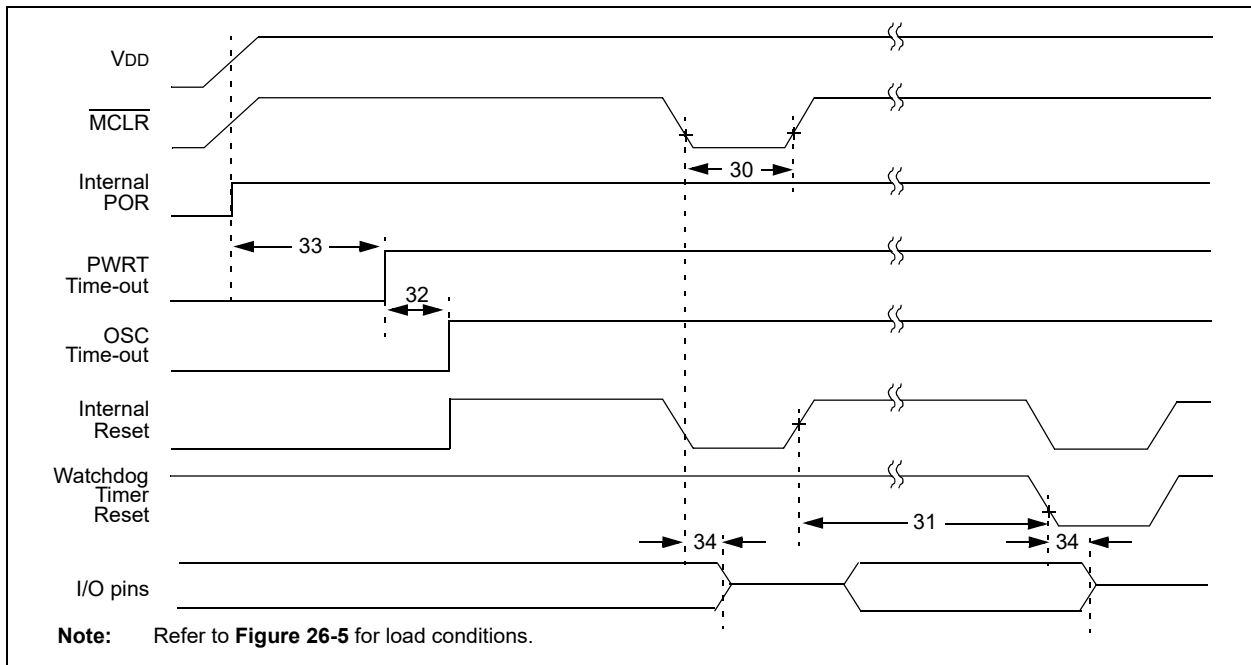 VDD
MCLR
30
Internal
POR
33
PWRT
Time-out
32
OSC
Time-out
Internal
Reset
Watchdog
Timer
Reset
31
34
34
I/O pins
Note: Refer to Figure 26-5 for load conditions.